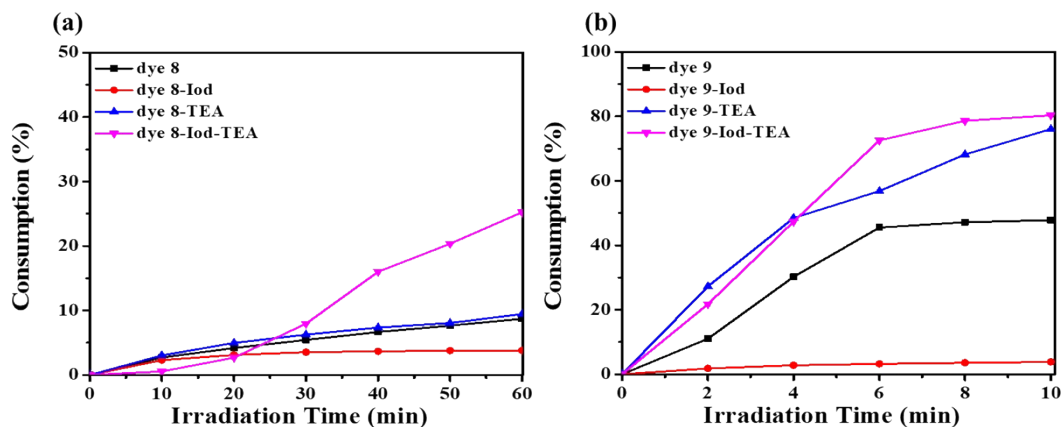 (a)
50
40
30
20
10
0
Consumption (%)
dye 8
dye 8-Iod
dye 8-TEA
dye 8-Iod-TEA
0 10 20 30 40 50 60
Irradiation Time (min)
(b)
100
80
60
40
20
0
Consumption (%)
dye 9
dye 9-Iod
dye 9-TEA
dye 9-Iod-TEA
0 2 4 6 8 10
Irradiation Time (min)